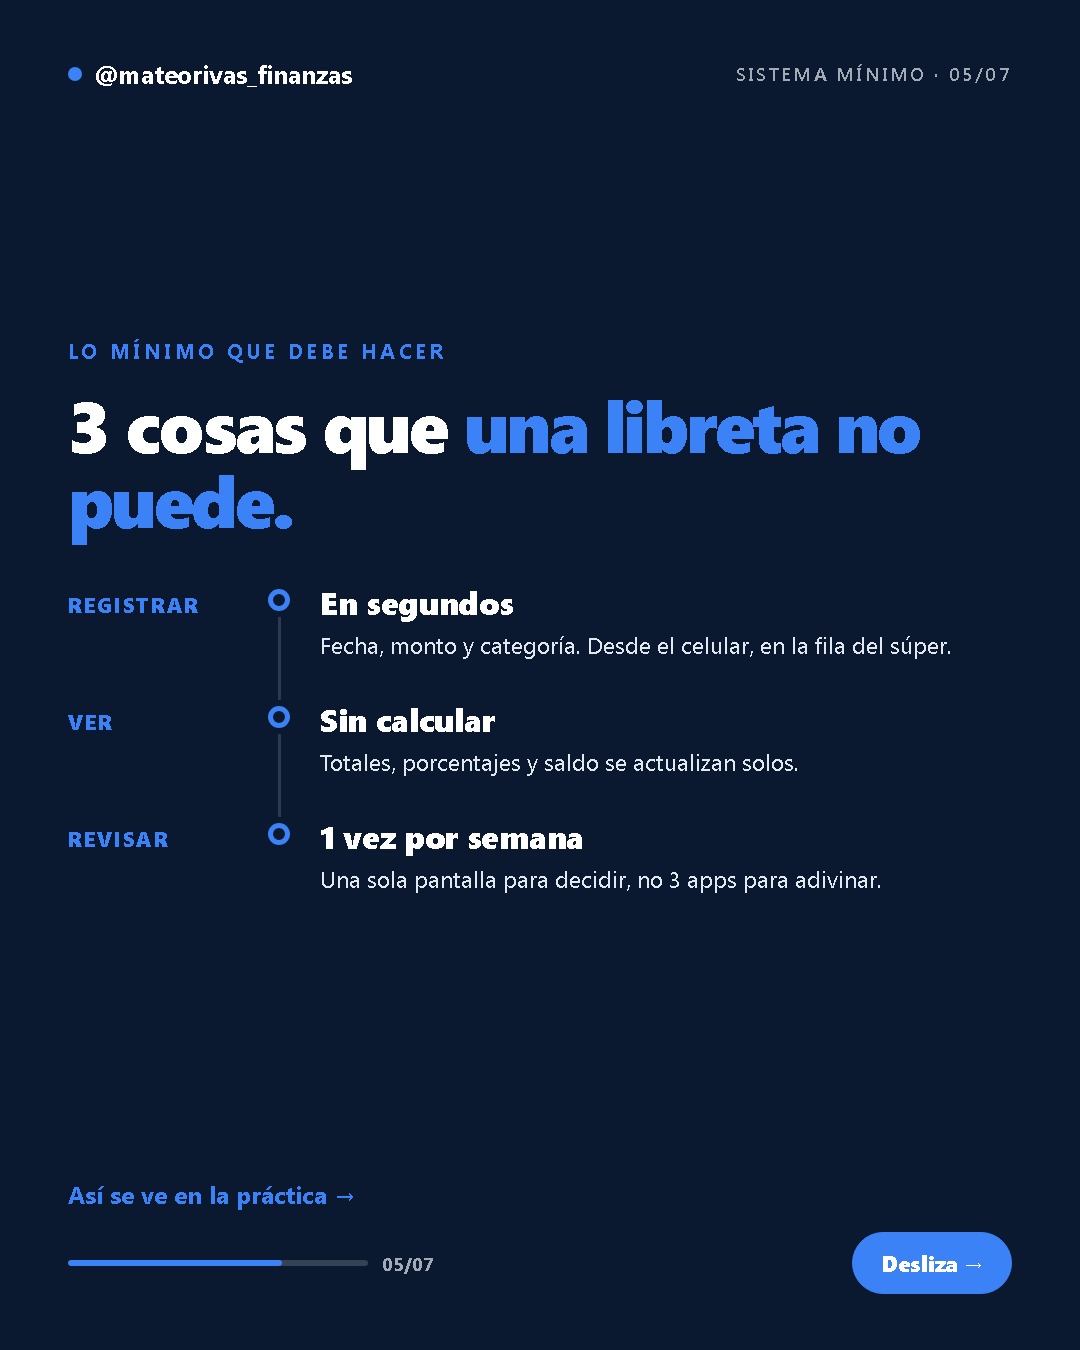 @mateorivas_finanzas
SISTEMA MÍNIMO · 05/07
LO MÍNIMO QUE DEBE HACER
3 cosas que una libreta no
puede.
REGISTRAR
En segundos
Fecha, monto y categoría. Desde el celular, en la fila del súper.
VER
Sin calcular
Totales, porcentajes y saldo se actualizan solos.
REVISAR
1 vez por semana
Una sola pantalla para decidir, no 3 apps para adivinar.
Así se ve en la práctica →
05/07
Desliza →